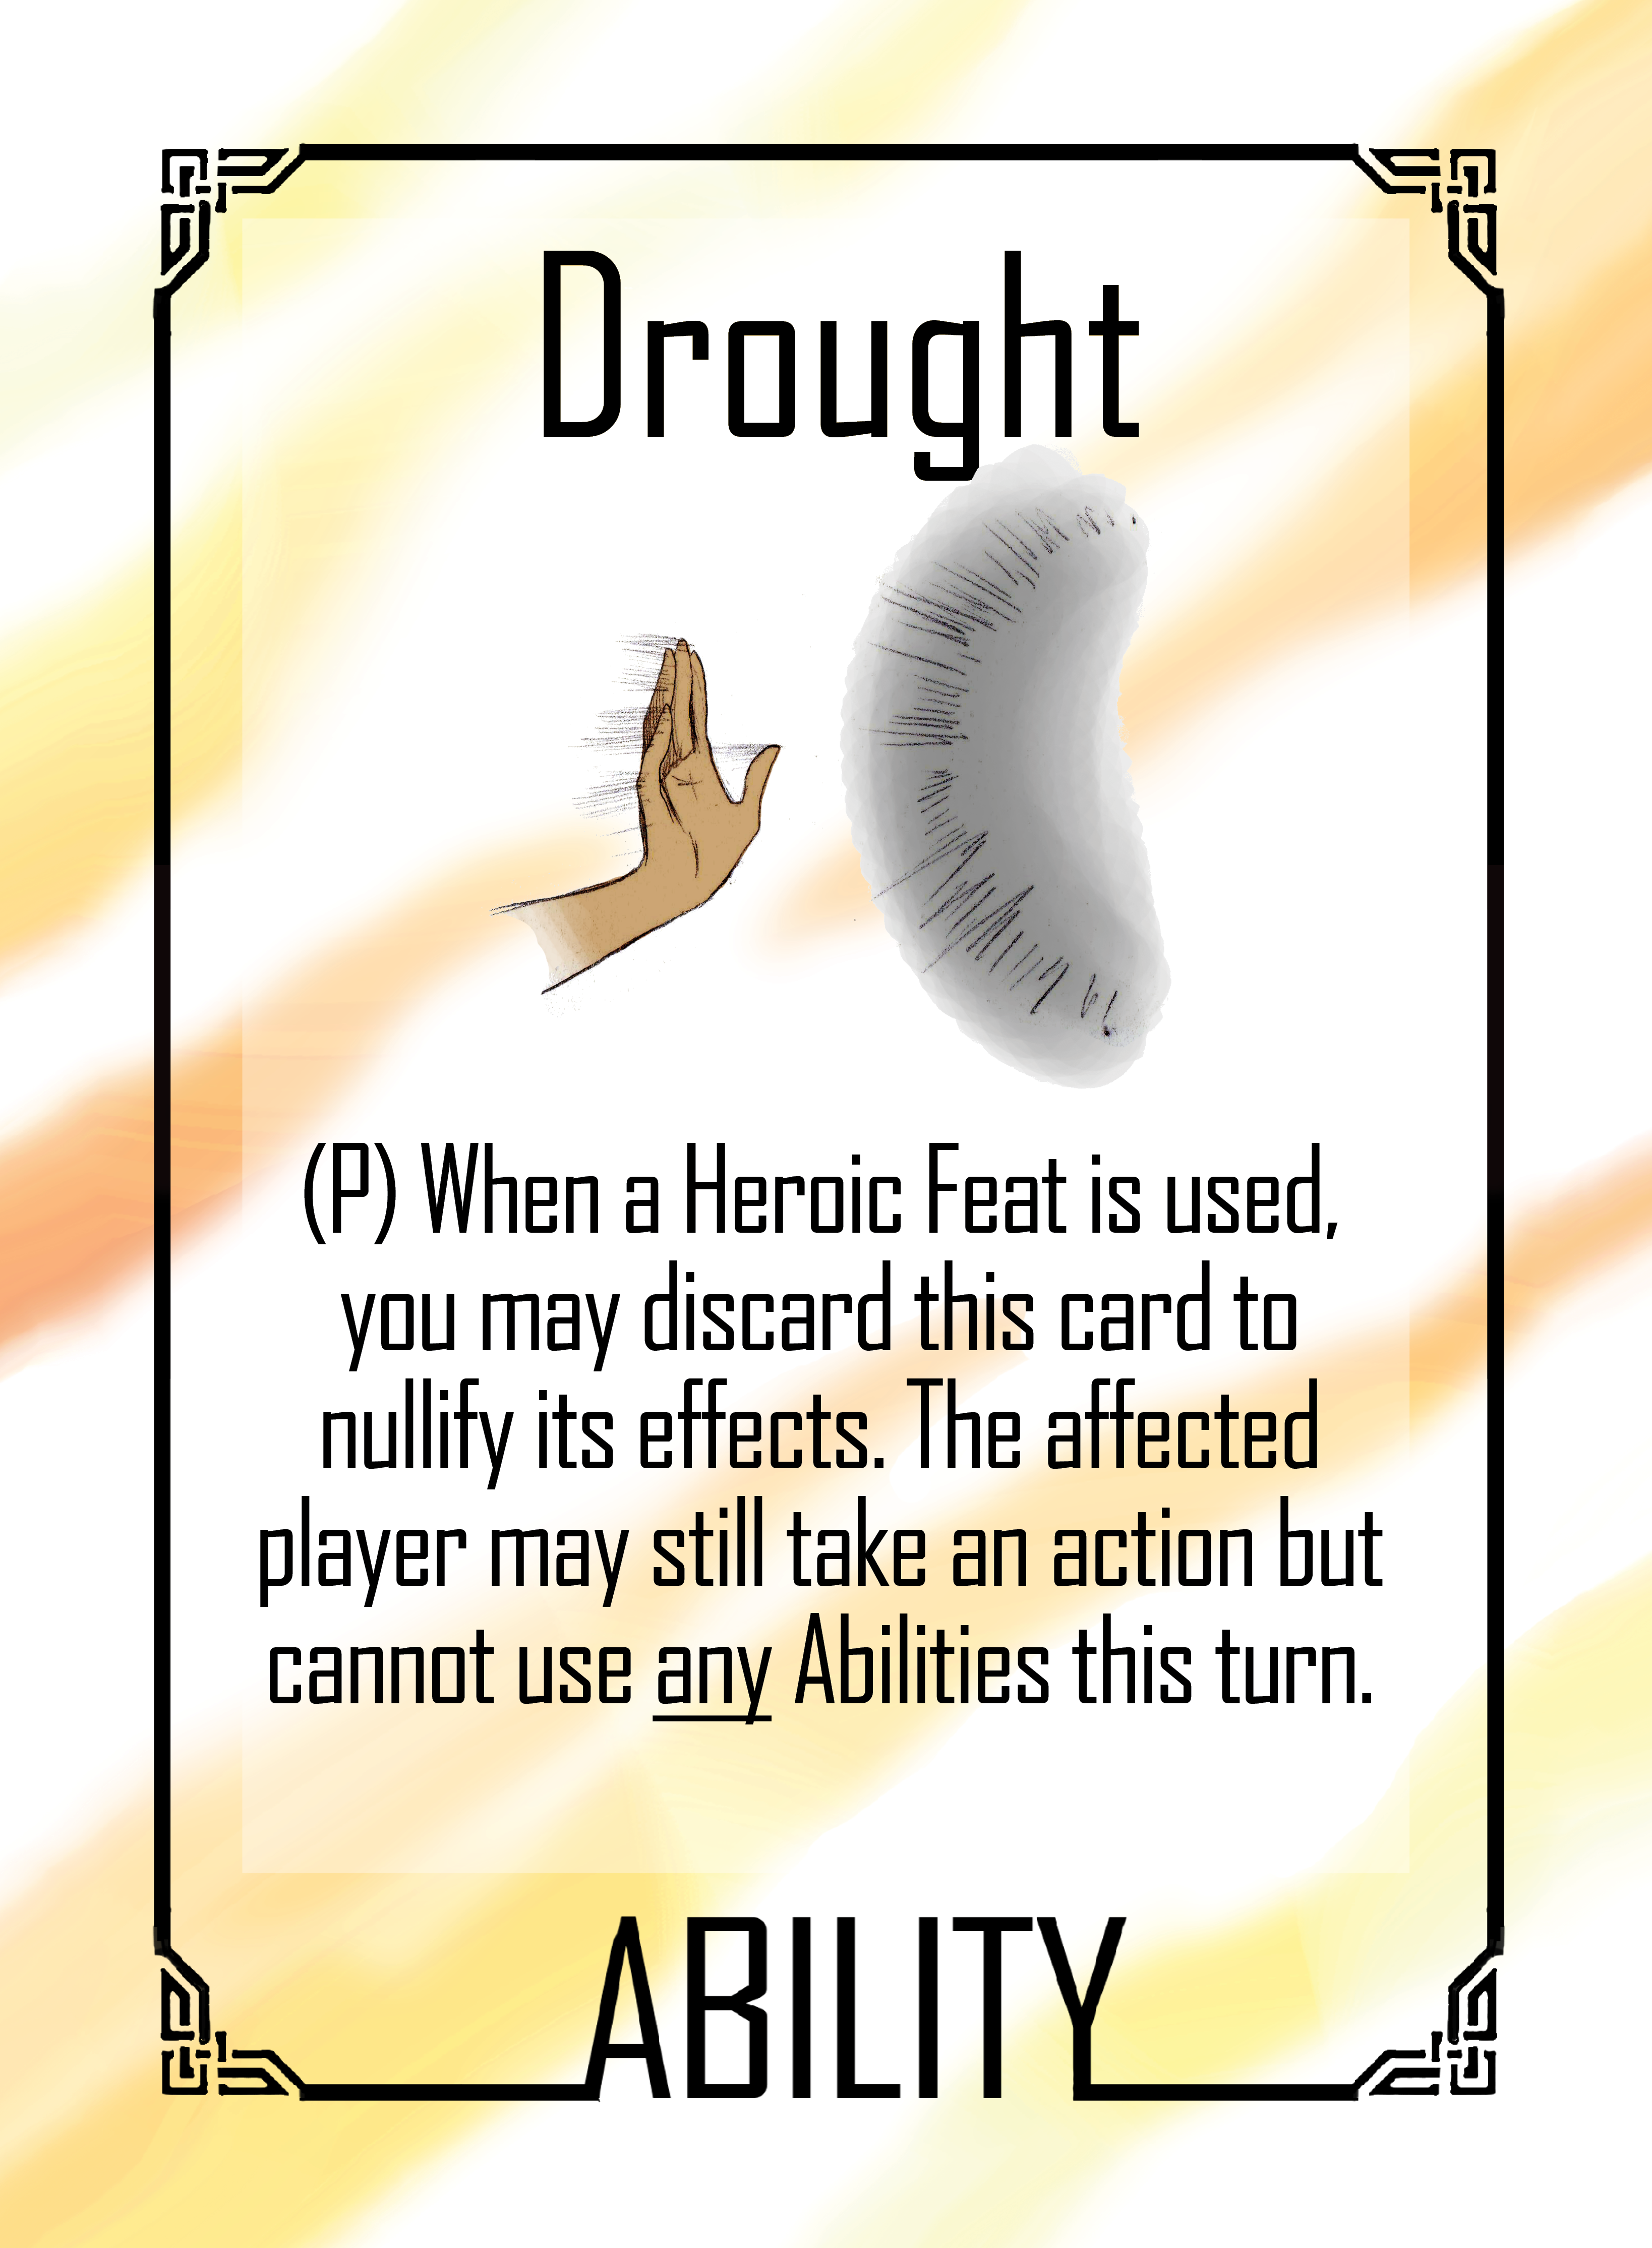 Drought
(P) When a Heroic Feat is used,
you may discard this card to
nullify its effects. The affected
player may still take an action but
cannot use any Abilities this turn.
ABILITY